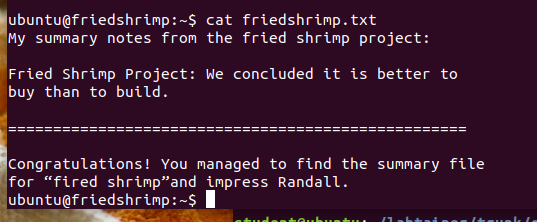 ubuntu@friedshrimp:~$ cat friedshrimp.txt
My summary notes from the fried shrimp project:
Fried Shrimp Project: We concluded it is better to
buy than to build.
===================================================
Congratulations! You managed to find the summary file
for “fired shrimp”and impress Randall.
ubuntu@friedshrimp:~$
student@ubuntu: